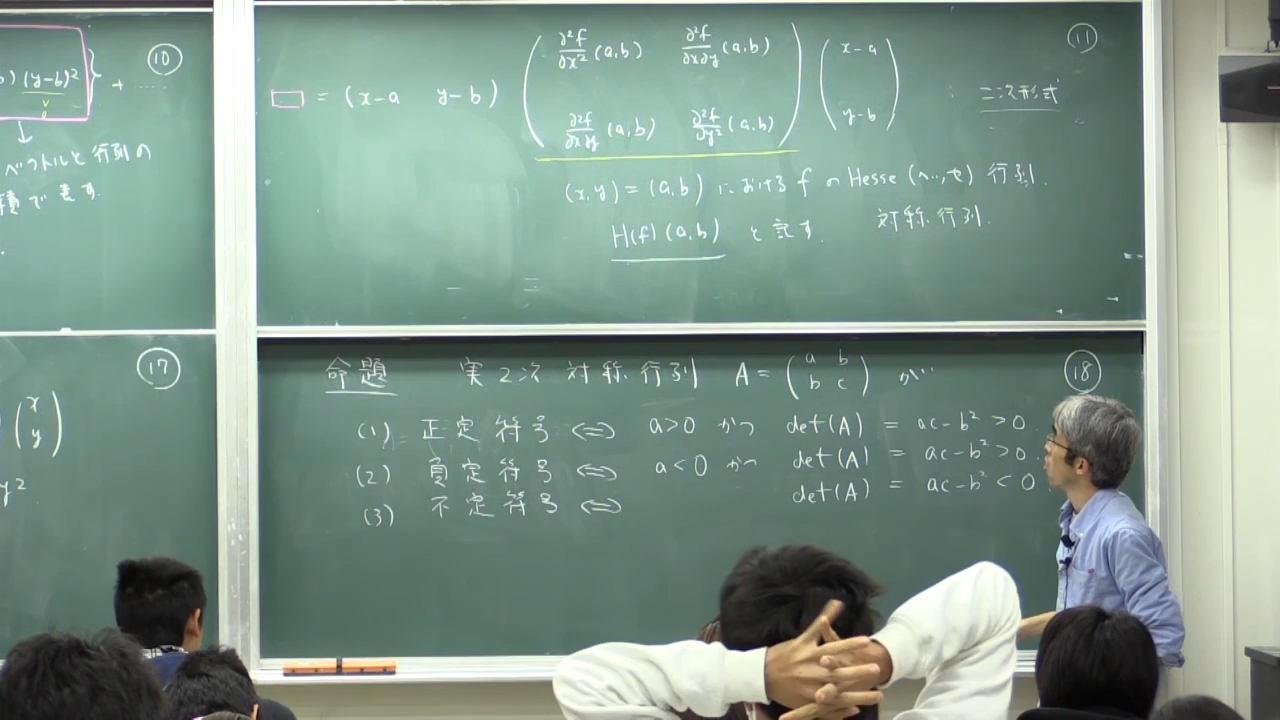 ⑩
) (y-b)² } + ……
↓
ベクトルと行列の
積で表す.
⑪
□ = (x-a y-b) ( ∂²f/∂x² (a,b) ∂²f/∂x∂y (a,b) ) ( x-a )
( ∂²f/∂x∂y (a,b) ∂²f/∂y² (a,b) ) ( y-b )
二次形式
(x,y) = (a,b) における f の Hesse (ヘッセ) 行列.
H(f)(a,b) と記す. 対称行列.
⑰
( x
y )
y²
⑱
命題 実2次対称行列 A = ( a b
b c ) が…
(1) 正定符号 ⇔ a>0 かつ det(A) = ac-b² > 0
(2) 負定符号 ⇔ a<0 かつ det(A) = ac-b² > 0.
(3) 不定符号 ⇔ det(A) = ac-b² < 0